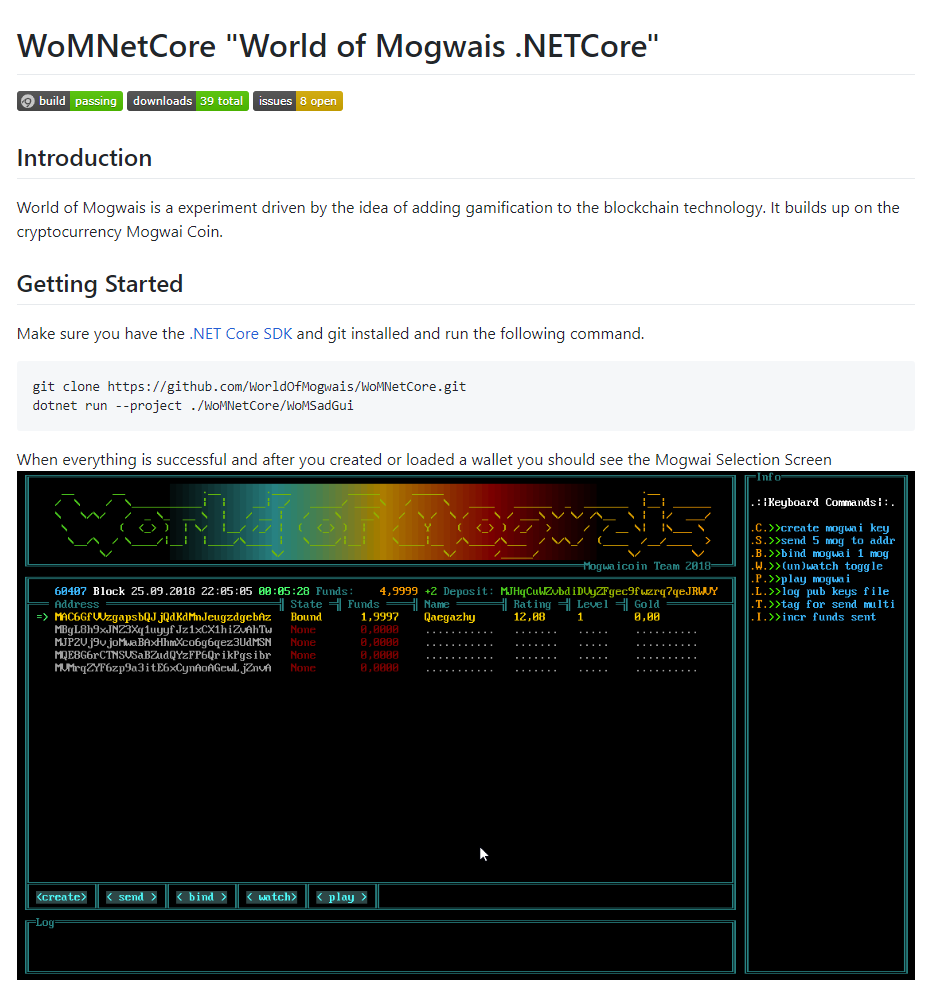 WoMNetCore "World of Mogwais .NETCore"
build passing downloads 39 total issues 8 open
Introduction
World of Mogwais is a experiment driven by the idea of adding gamification to the blockchain technology. It builds up on the
cryptocurrency Mogwai Coin.
Getting Started
Make sure you have the .NET Core SDK and git installed and run the following command.
git clone https://github.com/WorldOfMogwais/WoMNetCore.git
dotnet run --project ./WoMNetCore/WoMSadGui
When everything is successful and after you created or loaded a wallet you should see the Mogwai Selection Screen
World of Mogwais
Mogwaicoin Team 2018
60407 Block 25.09.2018 22:05:05 00:05:28 Funds: 4,9999 +2 Deposit:
Address State Funds Name Rating Level Gold
=> Bound 1,9997 Qaegazhy 12,08 1 0,00
None 0,0000 ........... ....... ..... ..........
None 0,0000 ........... ....... ..... ..........
None 0,0000 ........... ....... ..... ..........
None 0,0000 ........... ....... ..... ..........
<create> < send > < bind > < watch> < play >
Log
Info
.:|Keyboard Commands|:.
.C.>>create mogwai key
.S.>>send 5 mog to addr
.B.>>bind mogwai 1 mog
.W.>>(un)watch toggle
.P.>>play mogwai
.L.>>log pub keys file
.T.>>tag for send multi
.I.>>incr funds sent